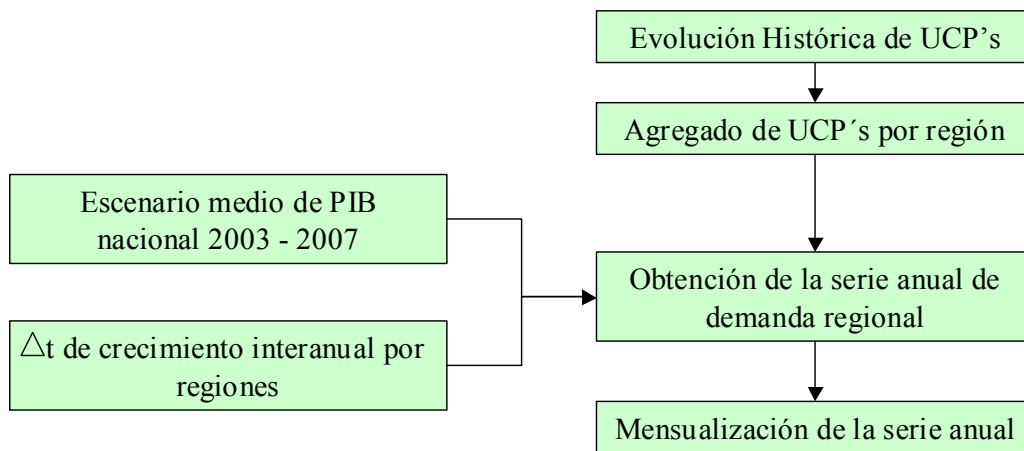 Evolución Histórica de UCP’s
Agregado de UCP´s por región
Escenario medio de PIB
nacional 2003 - 2007
Obtención de la serie anual de
demanda regional
△t de crecimiento interanual por
regiones
Mensualización de la serie anual